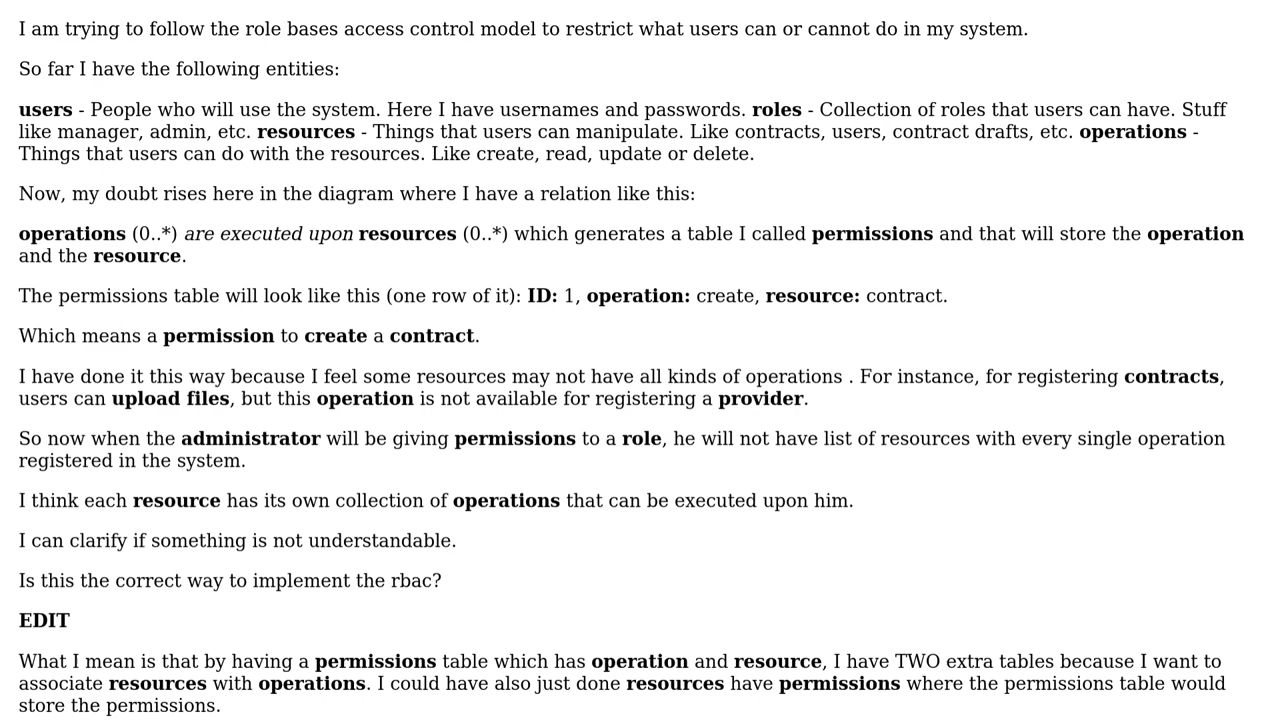 I am trying to follow the role bases access control model to restrict what users can or cannot do in my system.
So far I have the following entities:
users - People who will use the system. Here I have usernames and passwords. roles - Collection of roles that users can have. Stuff
like manager, admin, etc. resources - Things that users can manipulate. Like contracts, users, contract drafts, etc. operations -
Things that users can do with the resources. Like create, read, update or delete.
Now, my doubt rises here in the diagram where I have a relation like this:
operations (0..*) are executed upon resources (0..*) which generates a table I called permissions and that will store the operation
and the resource.
The permissions table will look like this (one row of it): ID: 1, operation: create, resource: contract.
Which means a permission to create a contract.
I have done it this way because I feel some resources may not have all kinds of operations . For instance, for registering contracts,
users can upload files, but this operation is not available for registering a provider.
So now when the administrator will be giving permissions to a role, he will not have list of resources with every single operation
registered in the system.
I think each resource has its own collection of operations that can be executed upon him.
I can clarify if something is not understandable.
Is this the correct way to implement the rbac?
EDIT
What I mean is that by having a permissions table which has operation and resource, I have TWO extra tables because I want to
associate resources with operations. I could have also just done resources have permissions where the permissions table would
store the permissions.